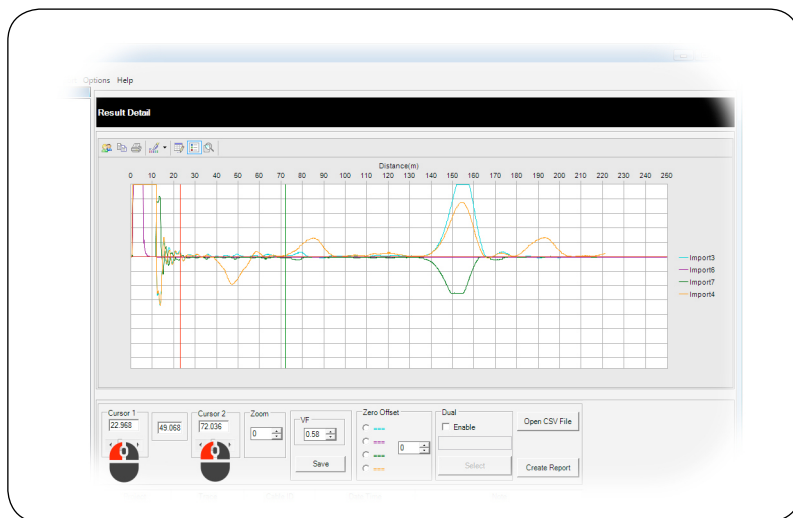 Options Help
Result Detail
Distance(m)
0 10 20 30 40 50 60 70 80 90 100 110 120 130 140 150 160 170 180 190 200 210 220 230 240 250
Import3
Import6
Import7
Import4
Cursor 1
22.968
49.068
Cursor 2
72.036
Zoom
0
VF
0.58
Save
Zero Offset
0
Dual
Enable
Select
Open CSV File
Create Report